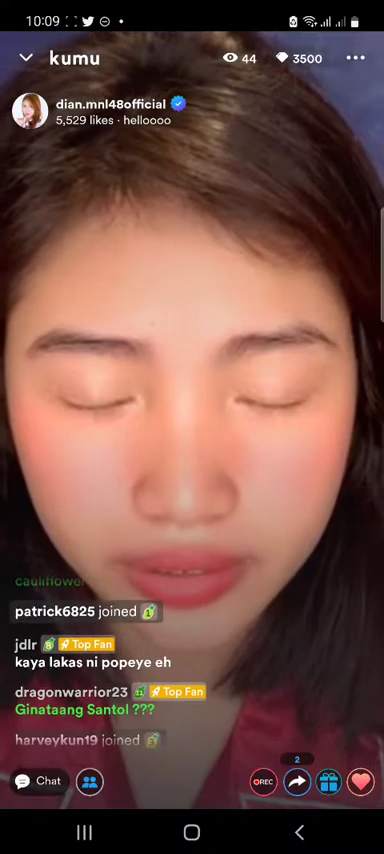 10:09
kumu 44 3500
dian.mnl48official
5,529 likes · helloooo
cauliflower
patrick6825 joined
jdlr 8 Top Fan
kaya lakas ni popeye eh
dragonwarrior23 Top Fan
Ginataang Santol ???
harveykun19 joined
2
Chat REC